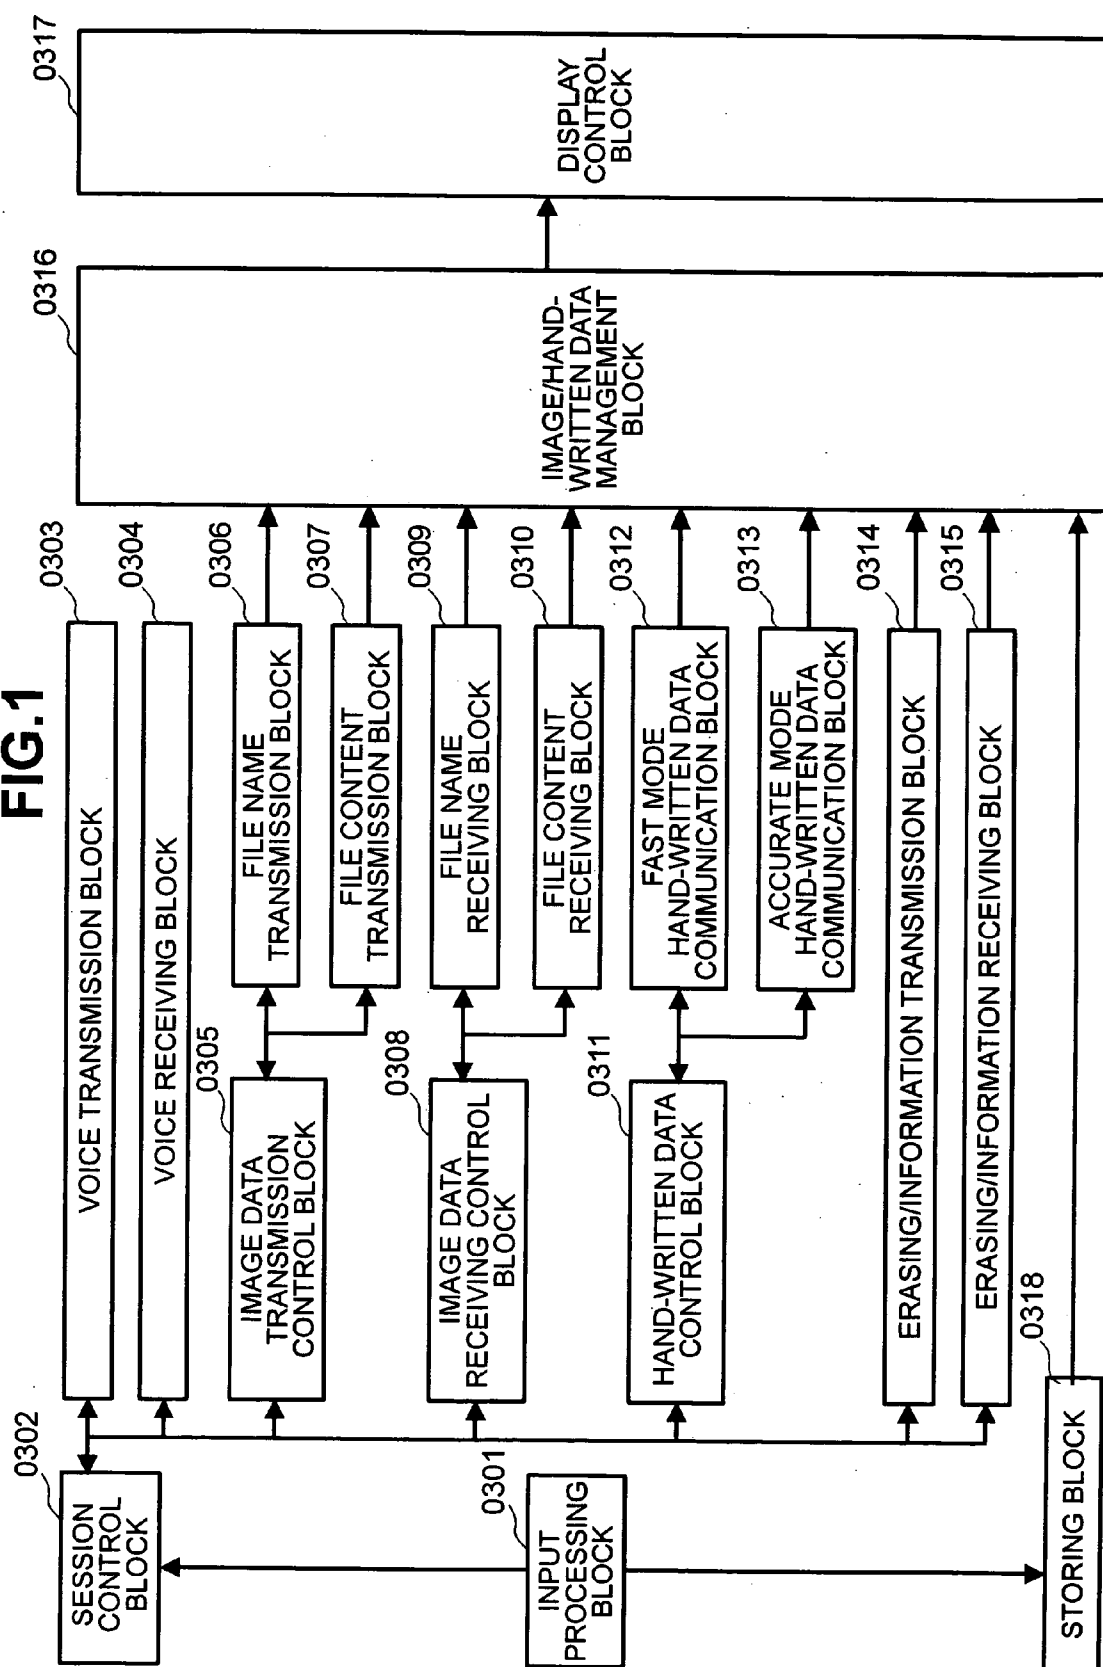 FIG.1
0302
SESSION
CONTROL
BLOCK
0301
INPUT
PROCESSING
BLOCK
0318
STORING BLOCK
0303
VOICE TRANSMISSION BLOCK
0304
VOICE RECEIVING BLOCK
0305
IMAGE DATA
TRANSMISSION
CONTROL BLOCK
0306
FILE NAME
TRANSMISSION BLOCK
0307
FILE CONTENT
TRANSMISSION BLOCK
0308
IMAGE DATA
RECEIVING CONTROL
BLOCK
0309
FILE NAME
RECEIVING BLOCK
0310
FILE CONTENT
RECEIVING BLOCK
0311
HAND-WRITTEN DATA
CONTROL BLOCK
0312
FAST MODE
HAND-WRITTEN DATA
COMMUNICATION BLOCK
0313
ACCURATE MODE
HAND-WRITTEN DATA
COMMUNICATION BLOCK
0314
ERASING/INFORMATION TRANSMISSION BLOCK
0315
ERASING/INFORMATION RECEIVING BLOCK
0316
IMAGE/HAND-
WRITTEN DATA
MANAGEMENT
BLOCK
0317
DISPLAY
CONTROL
BLOCK